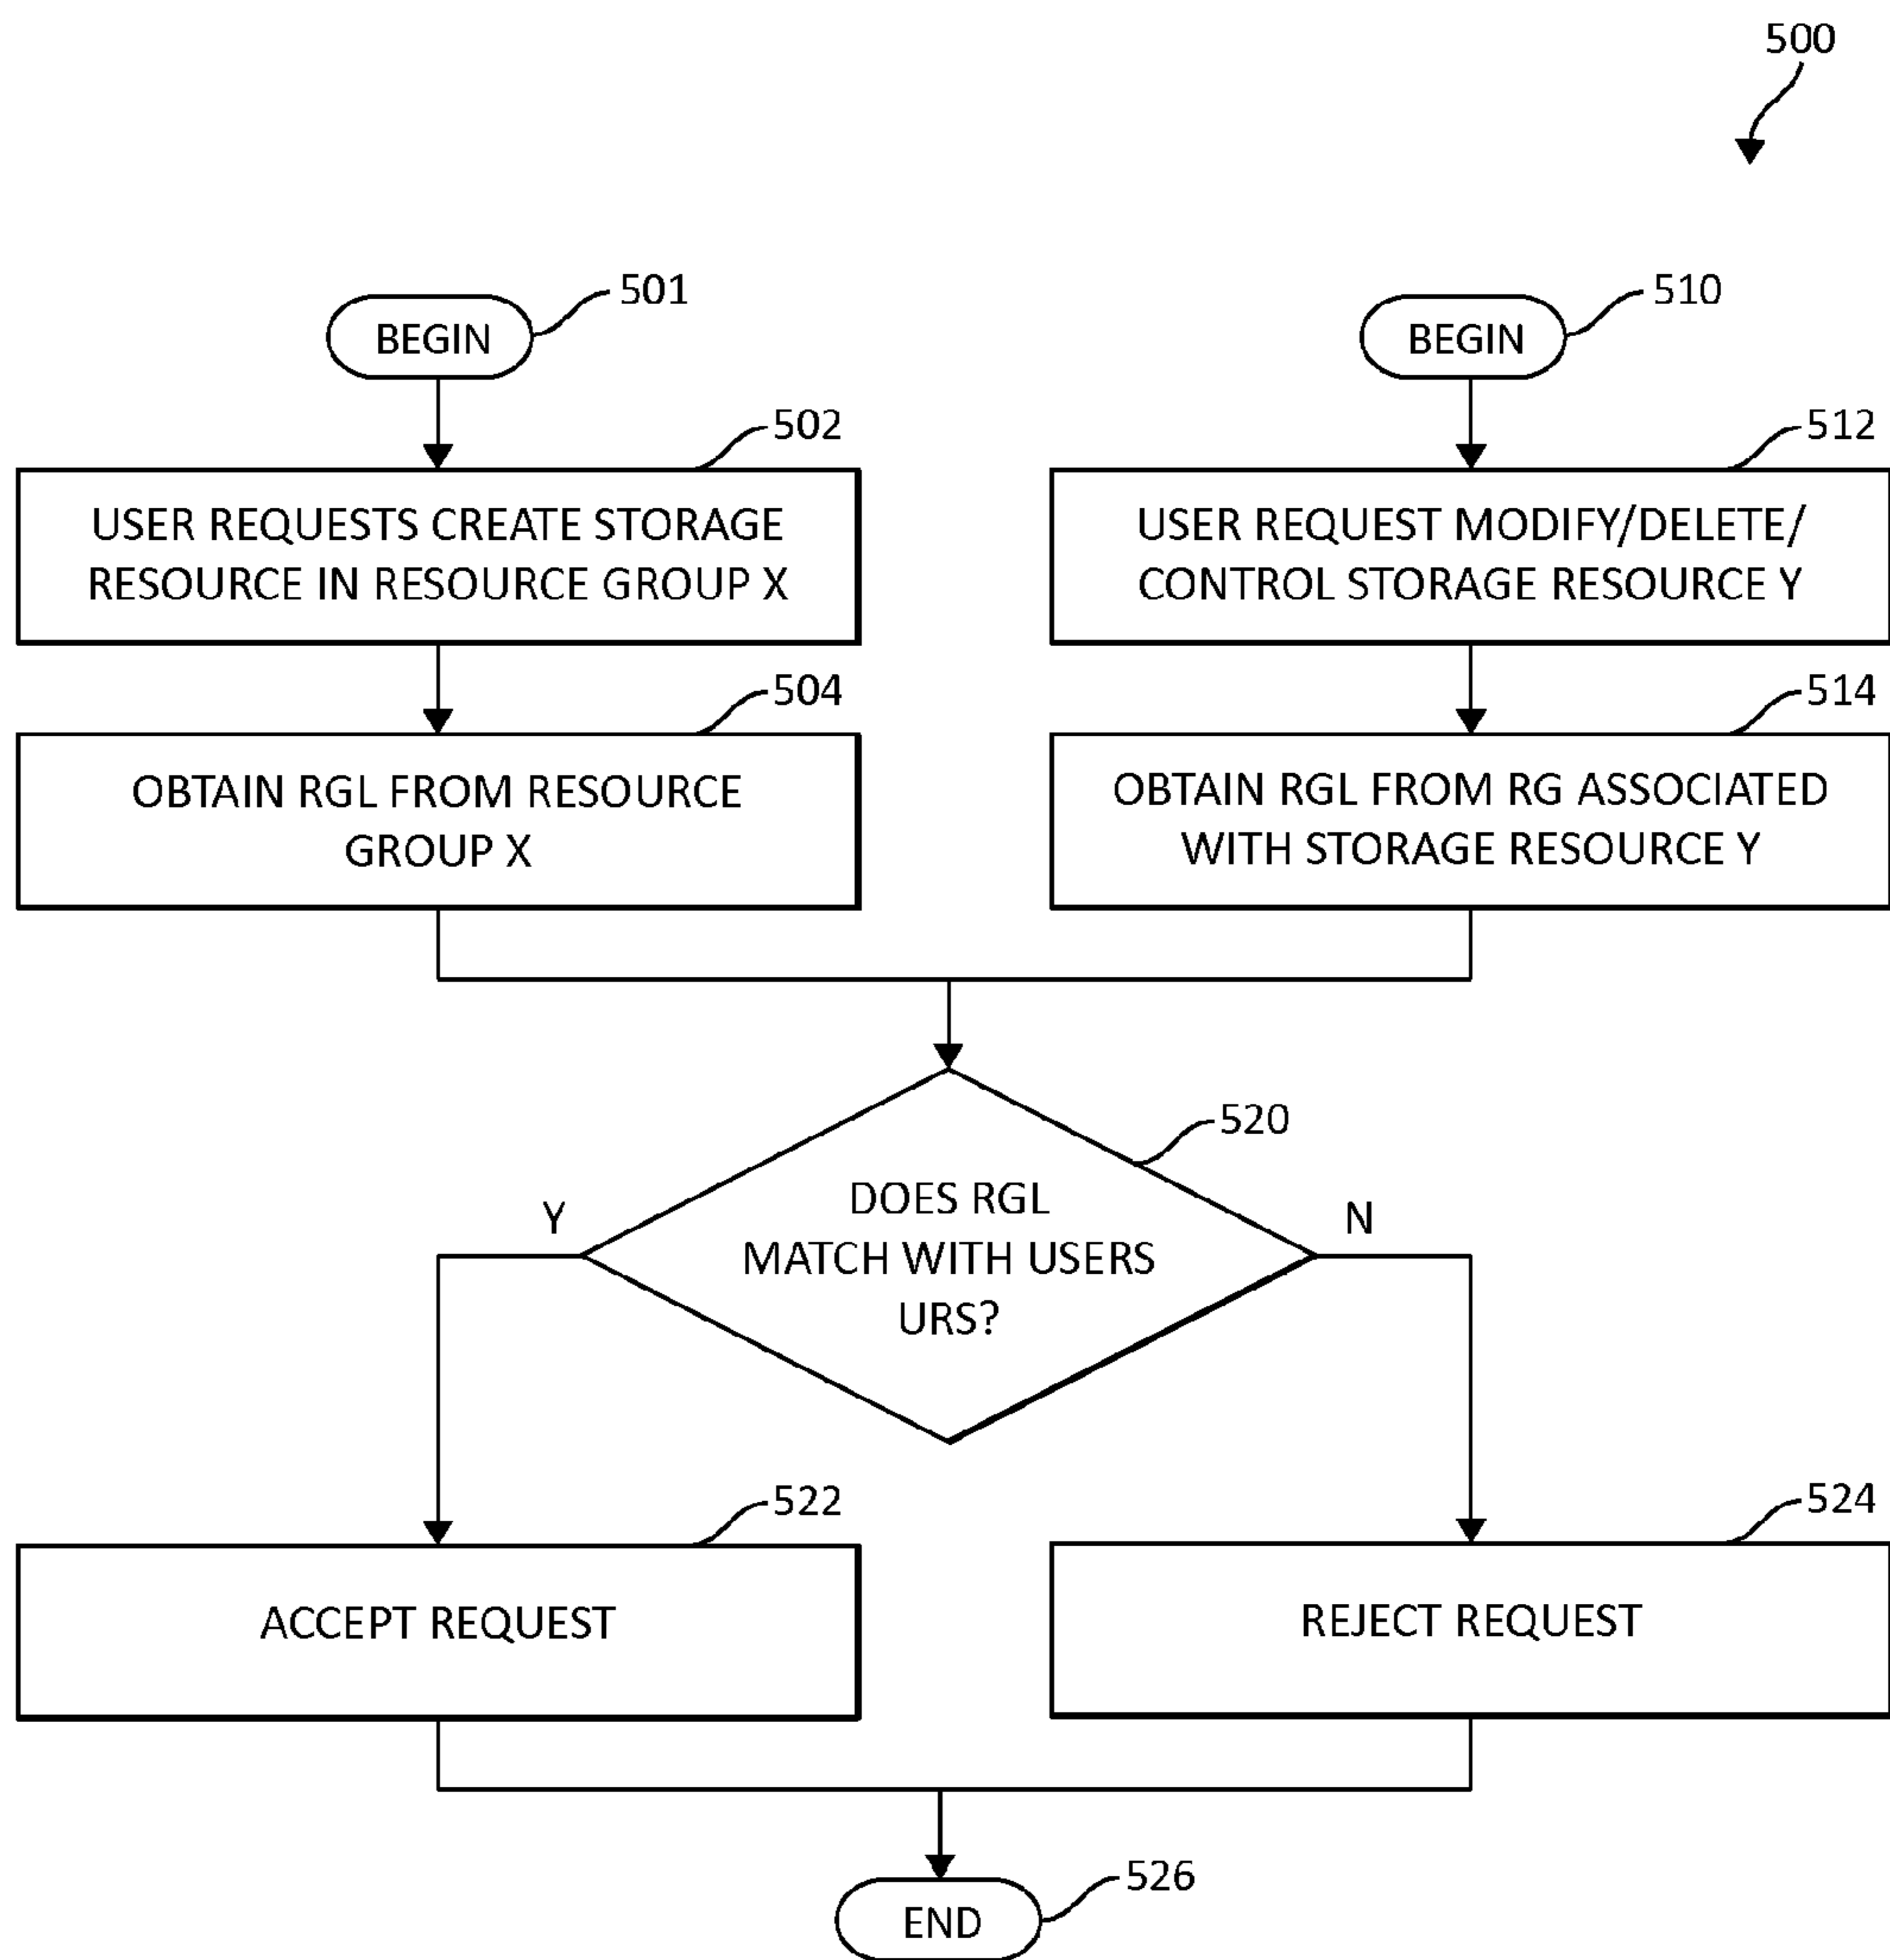 500
501
BEGIN
502
USER REQUESTS CREATE STORAGE
RESOURCE IN RESOURCE GROUP X
504
OBTAIN RGL FROM RESOURCE
GROUP X
510
BEGIN
512
USER REQUEST MODIFY/DELETE/
CONTROL STORAGE RESOURCE Y
514
OBTAIN RGL FROM RG ASSOCIATED
WITH STORAGE RESOURCE Y
520
DOES RGL
MATCH WITH USERS
URS?
Y
N
522
ACCEPT REQUEST
524
REJECT REQUEST
526
END